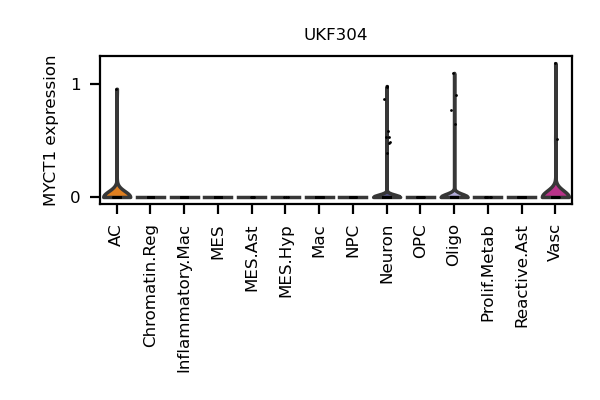 UKF304
MYCT1 expression
1
0
AC
Chromatin.Reg
Inflammatory.Mac
MES
MES.Ast
MES.Hyp
Mac
NPC
Neuron
OPC
Oligo
Prolif.Metab
Reactive.Ast
Vasc